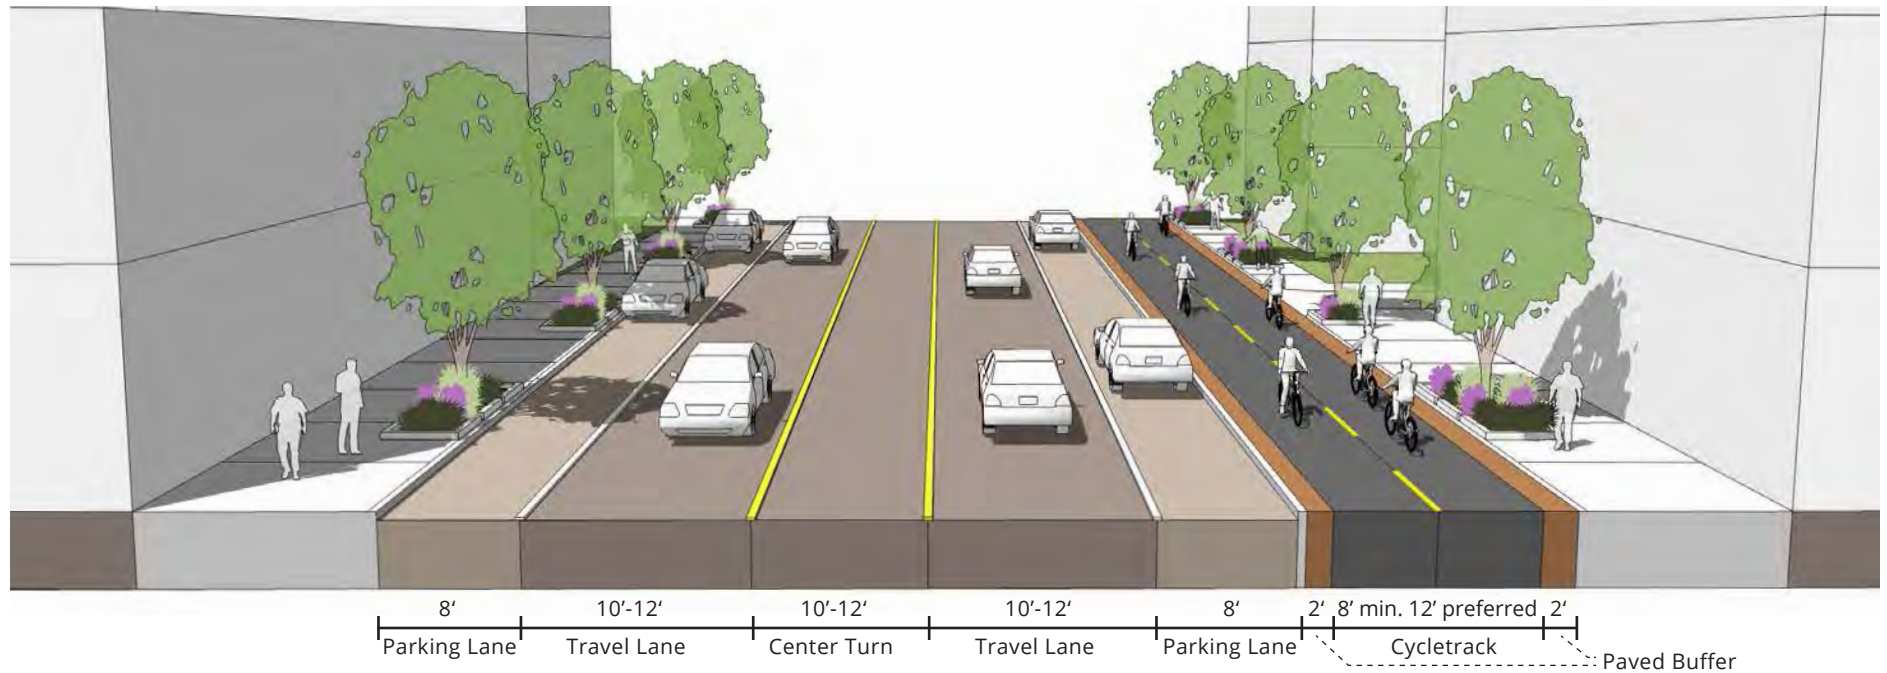 8‘ 10’-12‘ 10’-12‘ 10’-12‘ 8‘ 2‘ 8’ min. 12’ preferred 2‘
Parking Lane Travel Lane Center Turn Travel Lane Parking Lane Cycletrack
Paved Buffer